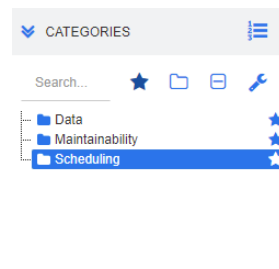 CATEGORIES
Search...
Data
Maintainability
Scheduling